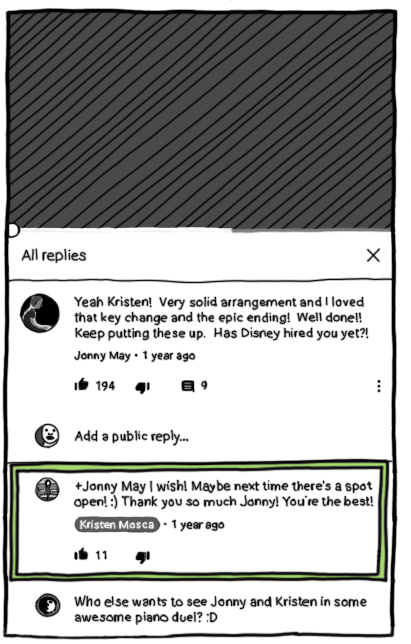 All replies
Yeah Kristen! Very solid arrangement and I loved
that key change and the epic ending! Well done!!
Keep putting these up. Has Disney hired you yet?!
Jonny May • 1 year ago
194 9
Add a public reply...
+Jonny May I wish! Maybe next time there's a spot
open! :) Thank you so much Jonny! You're the best!
Kristen Mosca • 1 year ago
11
Who else wants to see Jonny and Kristen in some
awesome piano duel? :D